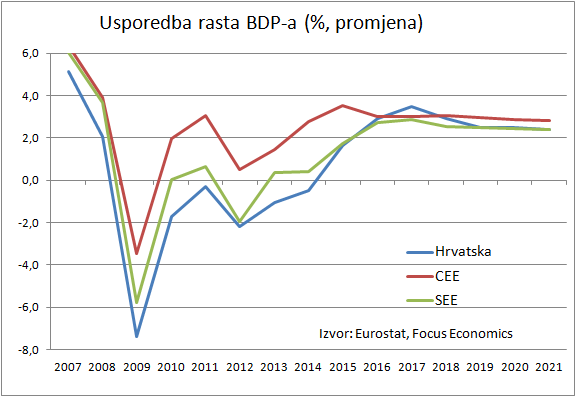 Usporedba rasta BDP-a (%, promjena)
6,0
4,0
2,0
0,0
-2,0
-4,0
-6,0
-8,0
Hrvatska
CEE
SEE
Izvor: Eurostat, Focus Economics
2007 2008 2009 2010 2011 2012 2013 2014 2015 2016 2017 2018 2019 2020 2021